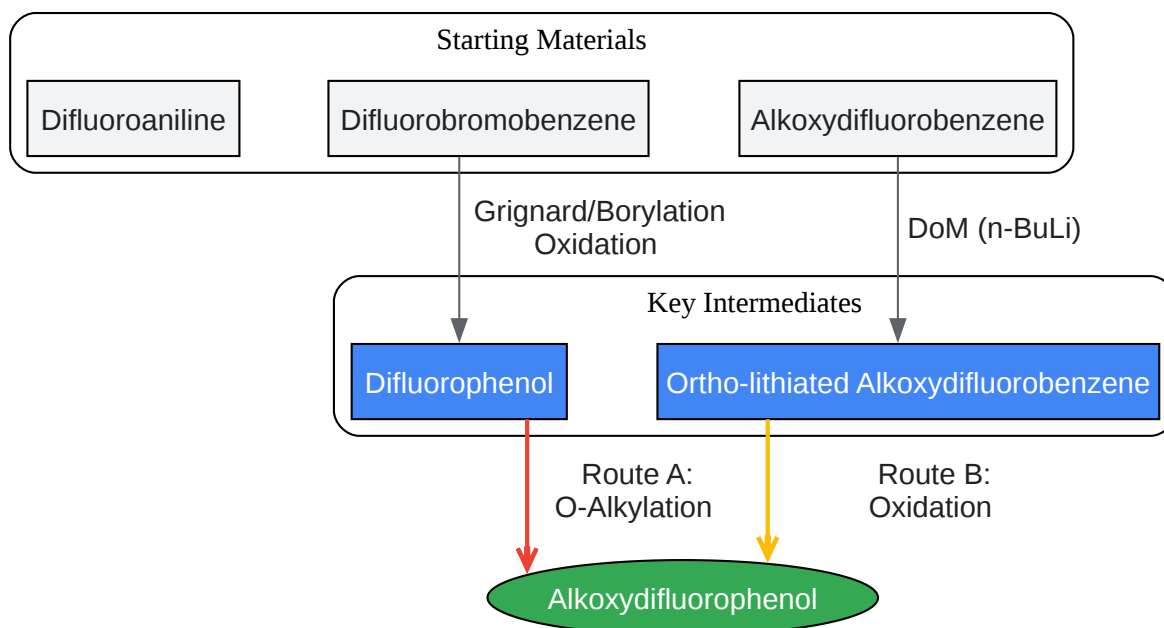 Starting Materials
Difluoroaniline
Difluorobromobenzene
Alkoxydifluorobenzene
Grignard/Borylation
Oxidation
DoM (n-BuLi)
Key Intermediates
Difluorophenol
Ortho-lithiated Alkoxydifluorobenzene
Route A:
O-Alkylation
Route B:
Oxidation
Alkoxydifluorophenol